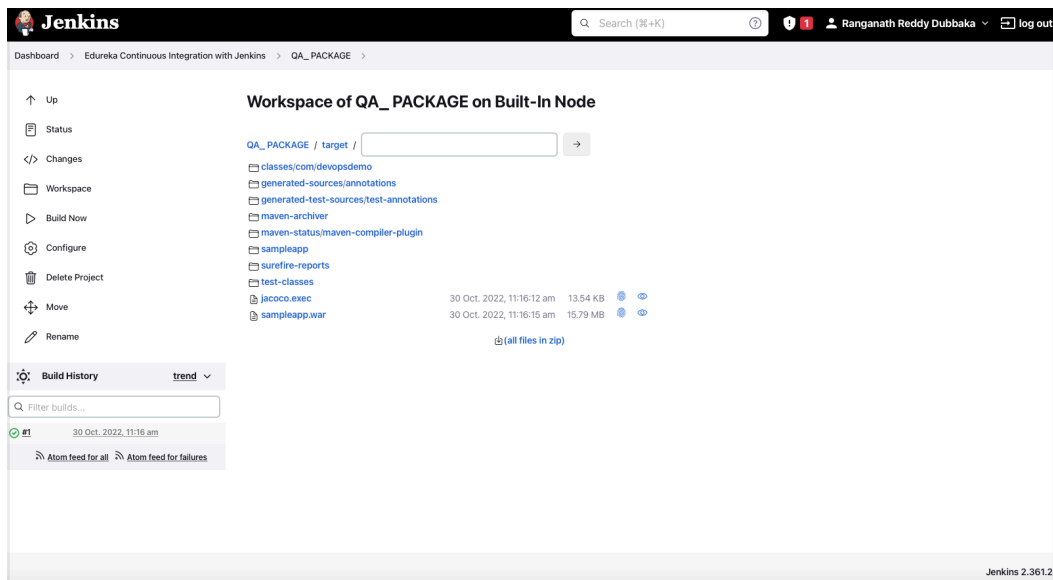 Jenkins
Search (⌘+K)
1
Ranganath Reddy Dubbaka
log out
Dashboard > Edureka Continuous Integration with Jenkins > QA_ PACKAGE >
Up
Status
Changes
Workspace
Build Now
Configure
Delete Project
Move
Rename
Build History
trend
Filter builds...
#1 30 Oct. 2022, 11:16 am
Atom feed for all Atom feed for failures
Workspace of QA_ PACKAGE on Built-In Node
QA_ PACKAGE / target /
classes/com/devopsdemo
generated-sources/annotations
generated-test-sources/test-annotations
maven-archiver
maven-status/maven-compiler-plugin
sampleapp
surefire-reports
test-classes
jacoco.exec 30 Oct. 2022, 11:16:12 am 13.54 KB
sampleapp.war 30 Oct. 2022, 11:16:15 am 15.79 MB
(all files in zip)
Jenkins 2.361.2